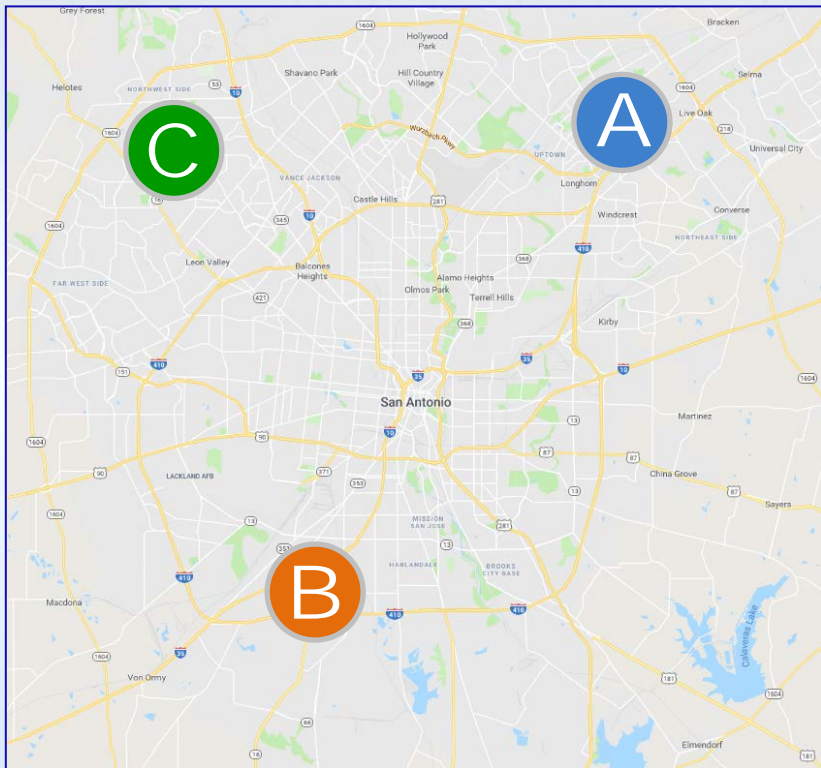 Grey Forest
Bracken
1604
Hollywood
Park
Shavano Park
Hill Country
Village
Selma
Helotes
NORTHWEST SIDE
53
10
1604
Live Oak
A
C
1604
Wurzbach Pkwy
218
Universal City
UPTOWN
VANCE JACKSON
Longhorn
16
Castle Hills
281
Windcrest
Converse
345
10
1604
NORTHEAST SIDE
410
368
Leon Valley
Balcones
Heights
Alamo Heights
FAR WEST SIDE
Olmos Park
Terrell Hills
421
368
Kirby
410
35
151
35
10
1604
San Antonio
Martinez
13
10
1604
90
87
87
90
371
China Grove
LACKLAND AFB
353
13
87
Sayers
1604
MISSION
SAN JOSE
13
281
353
13
HARLANDALE
BROOKS
CITY BASE
410
B
Macdona
410
410
Calaveras Lake
1604
35
Von Ormy
181
1604
66
Elmendorf
16
181